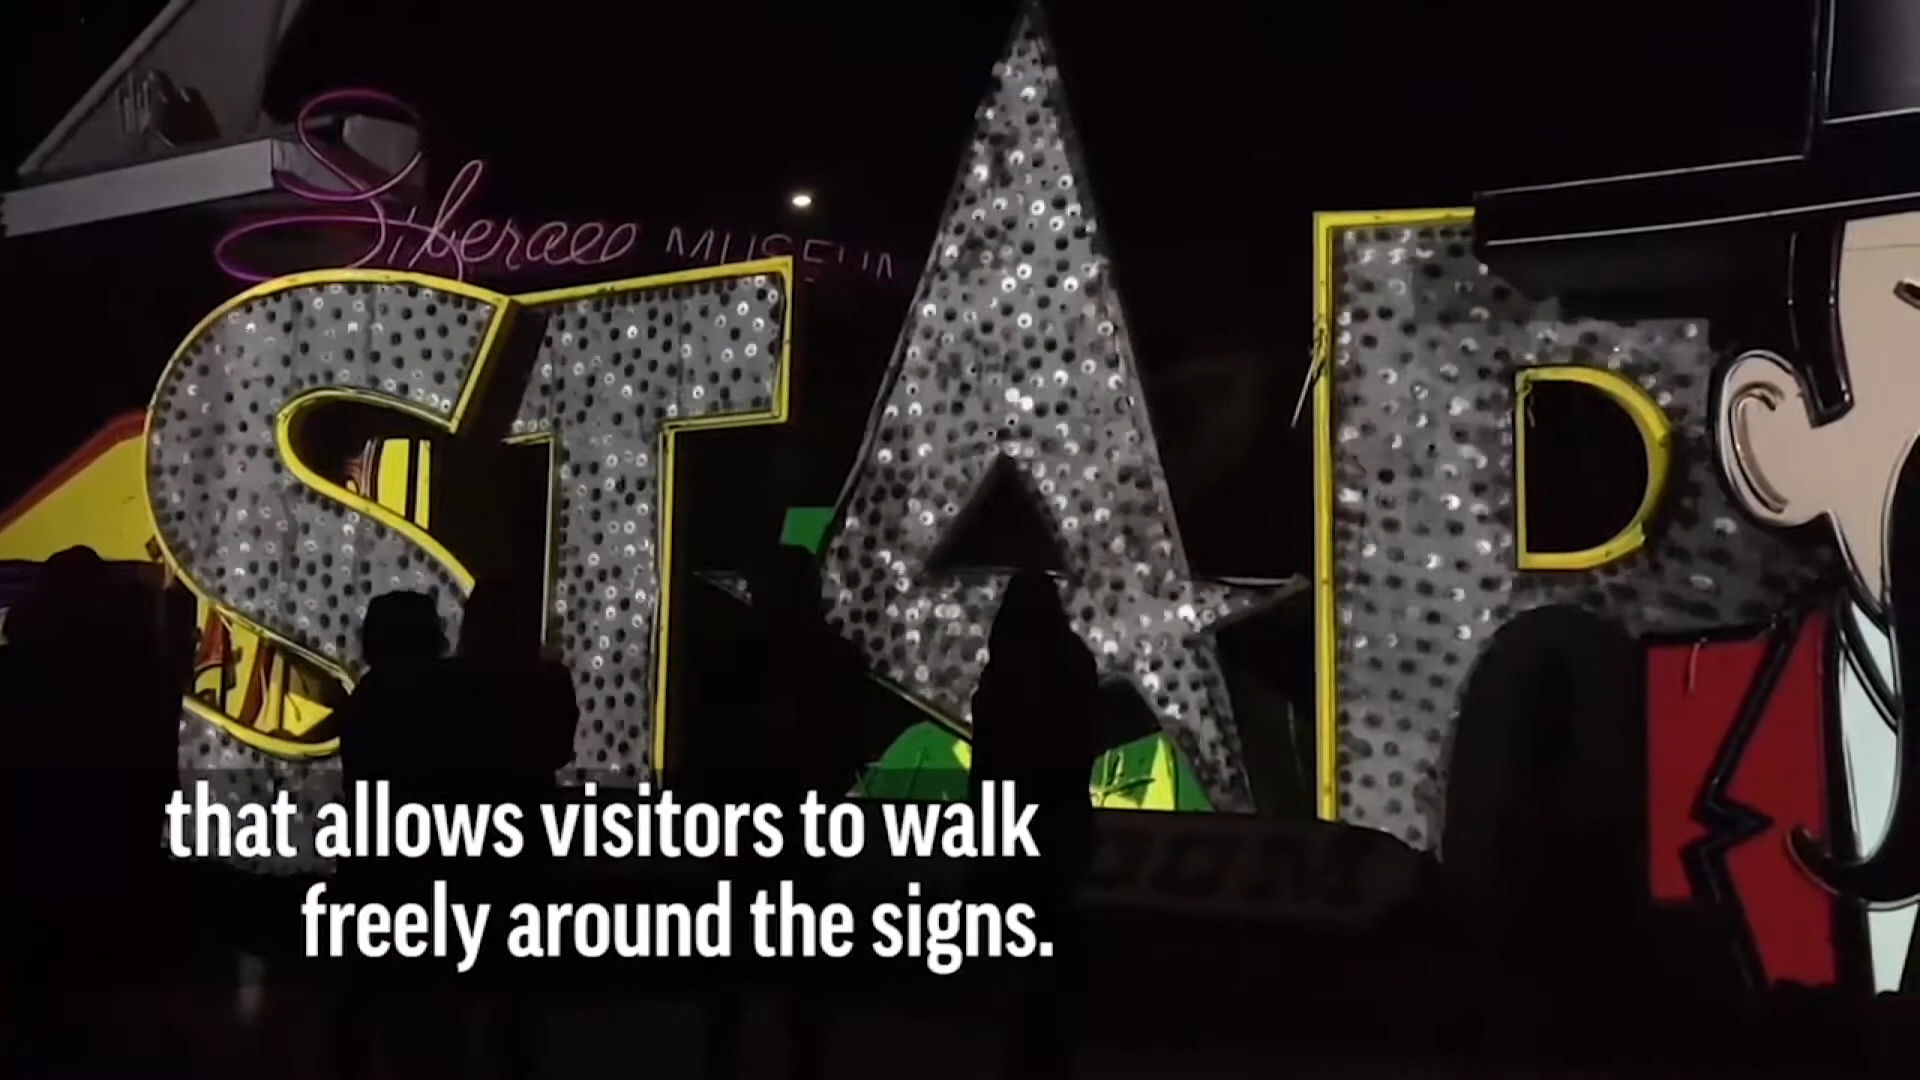 Liberace MUSEUM
STAR
that allows visitors to walk
freely around the signs.